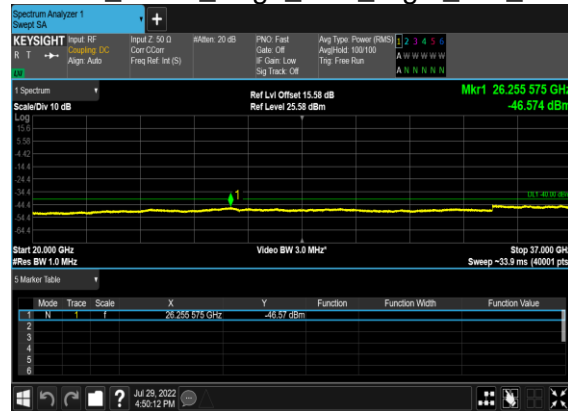 Spectrum Analyzer 1
Swept SA
+
KEYSIGHT Input: RF Input Z: 50 Ω #Atten: 20 dB PNO: Fast Avg Type: Power (RMS) 1 2 3 4 5 6
R T Coupling: DC Corr CCorr Gate: Off Avg|Hold: 100/100 A W W W W W
Align: Auto Freq Ref: Int (S) IF Gain: Low Trig: Free Run
LW Sig Track: Off A N N N N N
1 Spectrum Ref Lvl Offset 15.58 dB Mkr1 26.255 575 GHz
Scale/Div 10 dB Ref Level 25.58 dBm -46.574 dBm
Log
15.6
5.58
-4.42
-14.4
-24.4
-34.4
1
DL1 -40.00 dBm
-44.4
-54.4
-64.4
Start 20.000 GHz Video BW 3.0 MHz* Stop 37.000 GHz
#Res BW 1.0 MHz Sweep ~33.9 ms (40001 pts)
5 Marker Table
Mode Trace Scale X Y Function Function Width Function Value
1 N 1 f 26.255 575 GHz -46.57 dBm
2
3
4
5
6
? Jul 29, 2022
4:50:12 PM